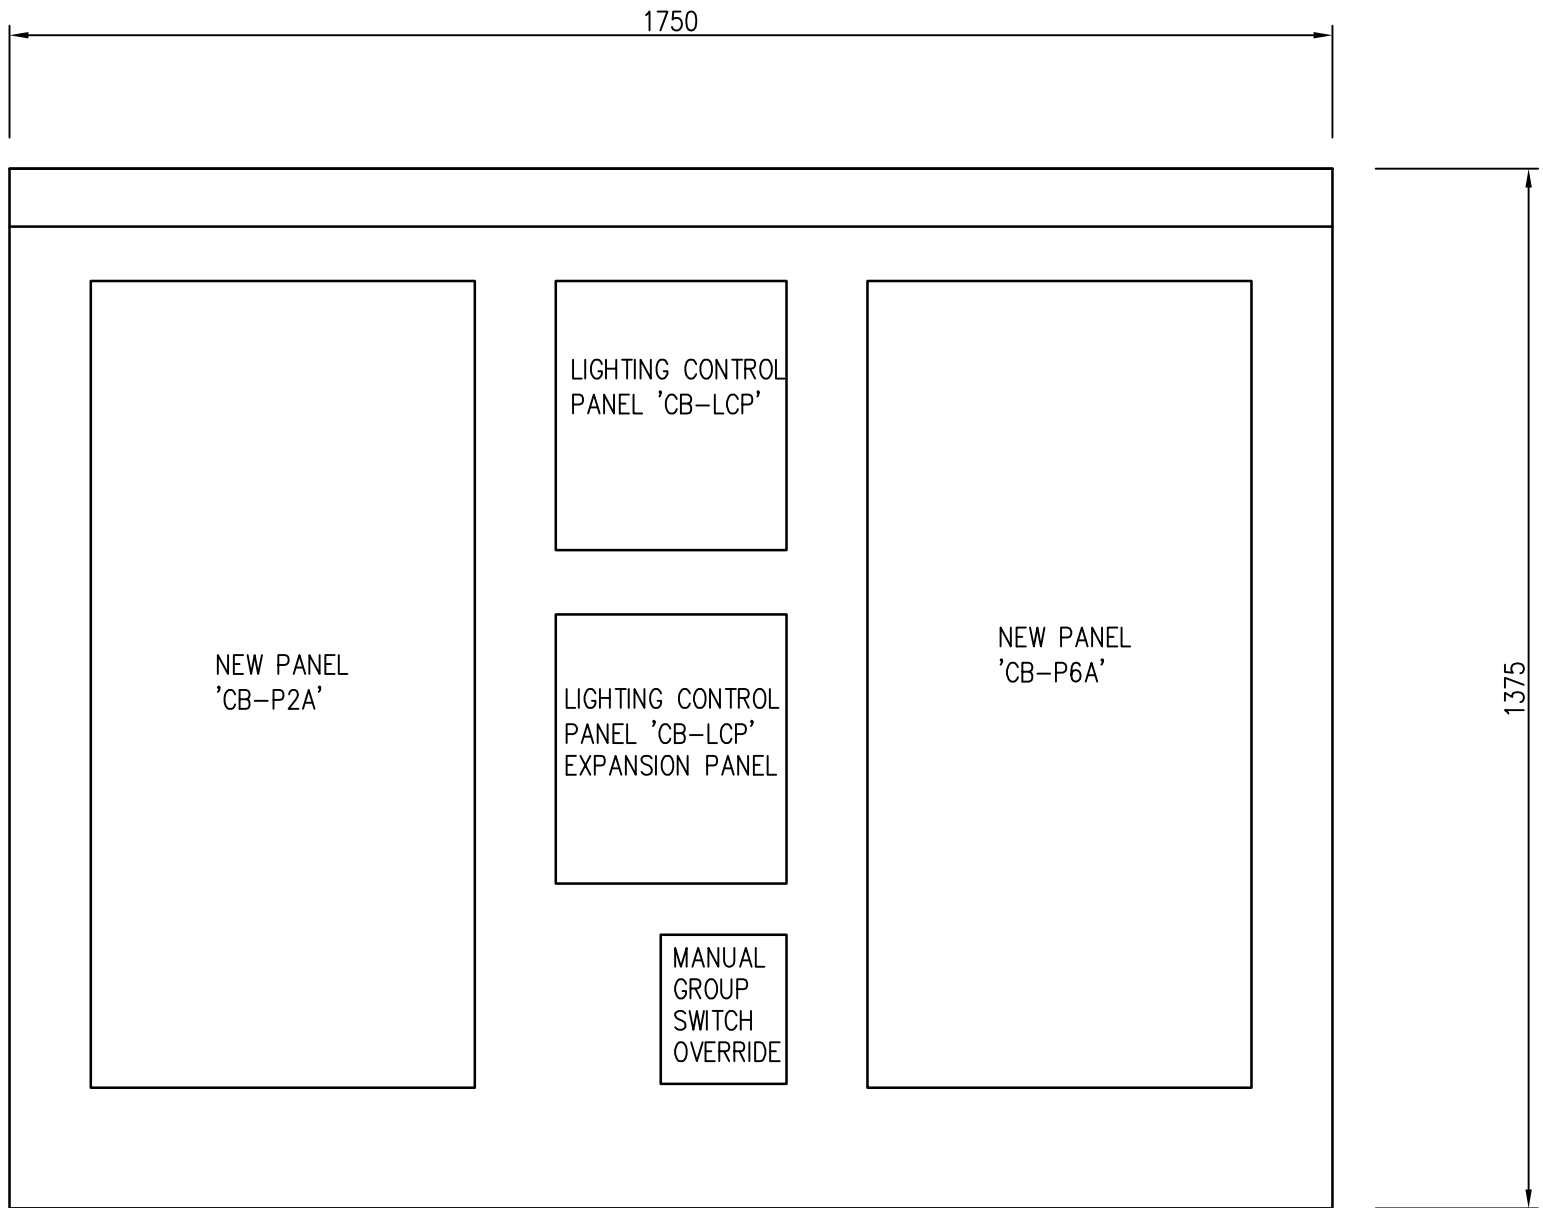 1750
LIGHTING CONTROL
PANEL 'CB-LCP'
NEW PANEL
'CB-P2A'
LIGHTING CONTROL
PANEL 'CB-LCP'
EXPANSION PANEL
NEW PANEL
'CB-P6A'
1375
MANUAL
GROUP
SWITCH
OVERRIDE